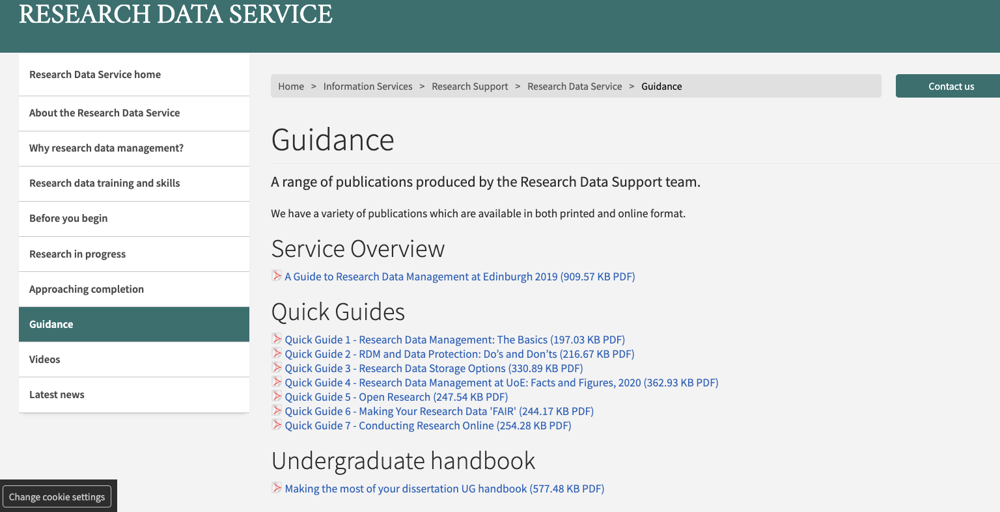 RESEARCH DATA SERVICE
Research Data Service home
About the Research Data Service
Why research data management?
Research data training and skills
Before you begin
Research in progress
Approaching completion
Guidance
Videos
Latest news
Home > Information Services > Research Support > Research Data Service > Guidance
Contact us
Guidance
A range of publications produced by the Research Data Support team.
We have a variety of publications which are available in both printed and online format.
Service Overview
A Guide to Research Data Management at Edinburgh 2019 (909.57 KB PDF)
Quick Guides
Quick Guide 1 - Research Data Management: The Basics (197.03 KB PDF)
Quick Guide 2 - RDM and Data Protection: Do’s and Don’ts (216.67 KB PDF)
Quick Guide 3 - Research Data Storage Options (330.89 KB PDF)
Quick Guide 4 - Research Data Management at UoE: Facts and Figures, 2020 (362.93 KB PDF)
Quick Guide 5 - Open Research (247.54 KB PDF)
Quick Guide 6 - Making Your Research Data 'FAIR' (244.17 KB PDF)
Quick Guide 7 - Conducting Research Online (254.28 KB PDF)
Undergraduate handbook
Making the most of your dissertation UG handbook (577.48 KB PDF)
Change cookie settings